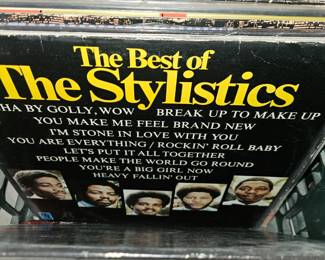 The Best of
The Stylistics
HA BY GOLLY, WOW BREAK UP TO MAKE UP
YOU MAKE ME FEEL BRAND NEW
I'M STONE IN LOVE WITH YOU
YOU ARE EVERYTHING / ROCKIN' ROLL BABY
LET'S PUT IT ALL TOGETHER
PEOPLE MAKE THE WORLD GO ROUND
YOU'RE A BIG GIRL NOW
HEAVY FALLIN' OUT